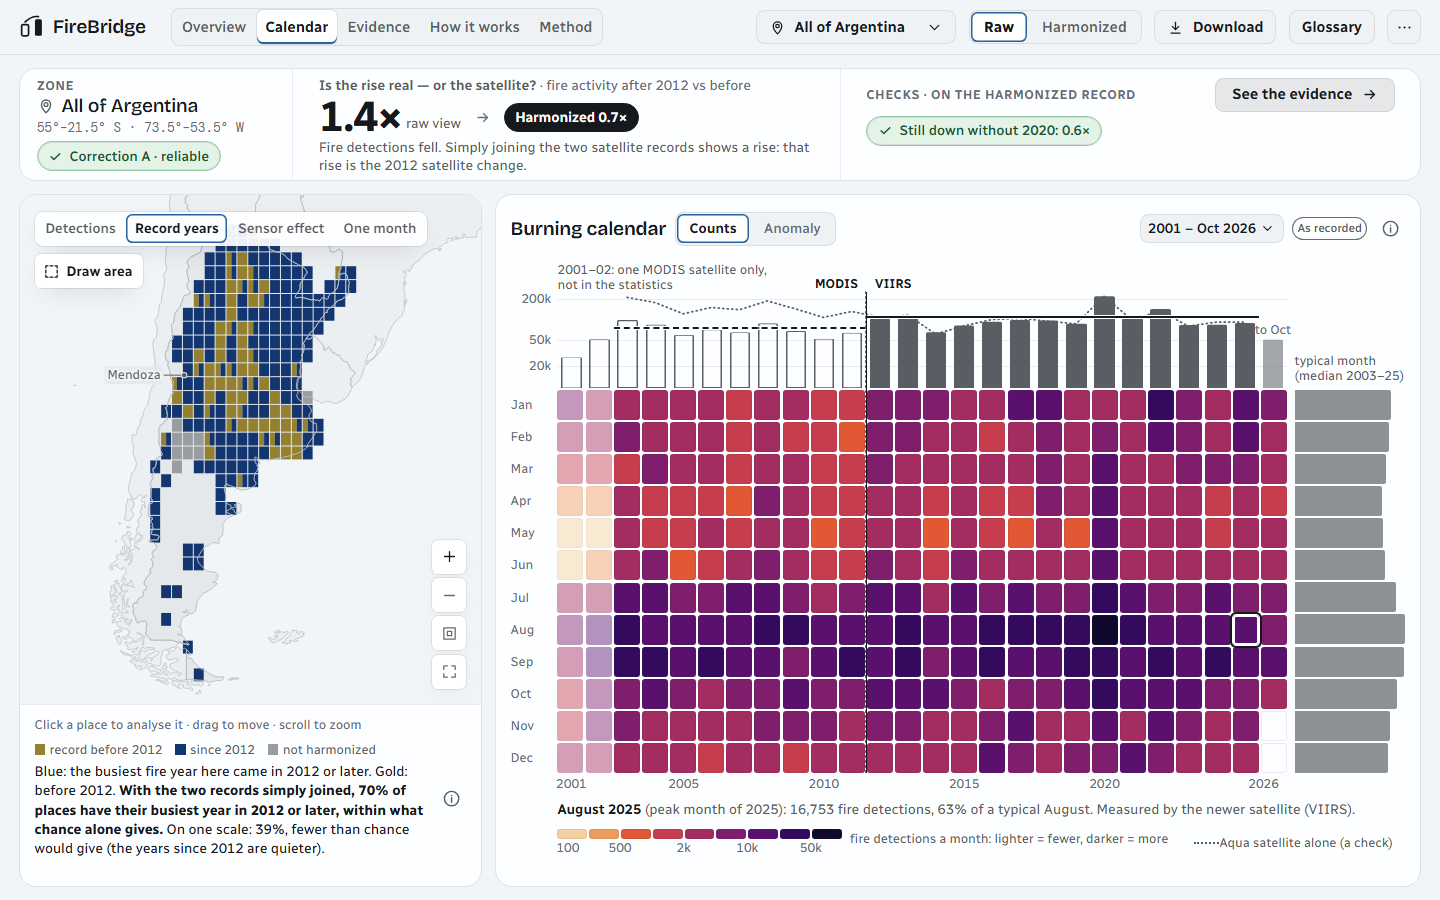 FireBridge
Overview Calendar Evidence How it works Method
All of Argentina
Raw Harmonized
Download
Glossary
ZONE
All of Argentina
55°–21.5° S · 73.5°–53.5° W
Correction A · reliable
Is the rise real — or the satellite? · fire activity after 2012 vs before
1.4× raw view → Harmonized 0.7×
Fire detections fell. Simply joining the two satellite records shows a rise: that
rise is the 2012 satellite change.
CHECKS · ON THE HARMONIZED RECORD
See the evidence →
Still down without 2020: 0.6×
Detections Record years Sensor effect One month
Draw area
Mendoza
Click a place to analyse it · drag to move · scroll to zoom
record before 2012 since 2012 not harmonized
Blue: the busiest fire year here came in 2012 or later. Gold:
before 2012. With the two records simply joined, 70% of
places have their busiest year in 2012 or later, within what
chance alone gives. On one scale: 39%, fewer than chance
would give (the years since 2012 are quieter).
Burning calendar Counts Anomaly
2001 – Oct 2026 As recorded
2001–02: one MODIS satellite only,
not in the statistics
MODIS VIIRS
200k
50k
20k
to Oct
typical month
(median 2003–25)
Jan
Feb
Mar
Apr
May
Jun
Jul
Aug
Sep
Oct
Nov
Dec
2001 2005 2010 2015 2020 2026
August 2025 (peak month of 2025): 16,753 fire detections, 63% of a typical August. Measured by the newer satellite (VIIRS).
100 500 2k 10k 50k
fire detections a month: lighter = fewer, darker = more
Aqua satellite alone (a check)